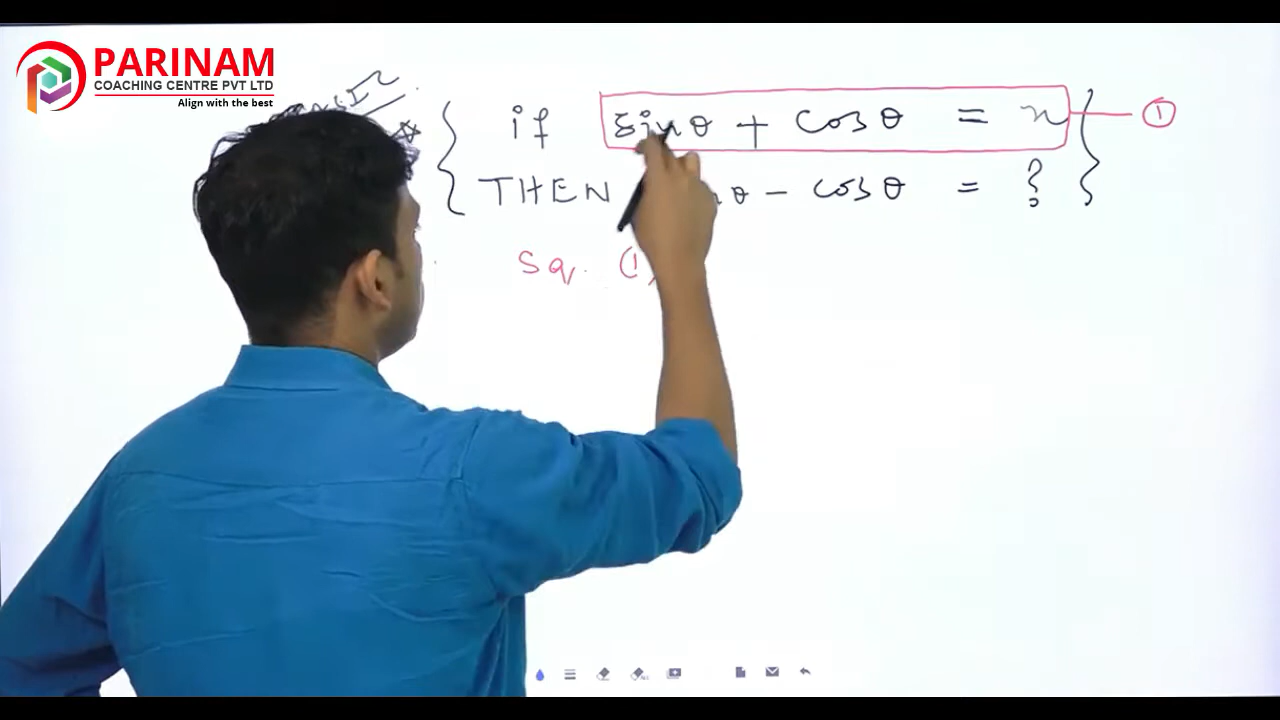 PARINAM
COACHING CENTRE PVT LTD
Align with the best
if sinθ + cosθ = x ①
THEN θ - cosθ = ?
Sq. (1)